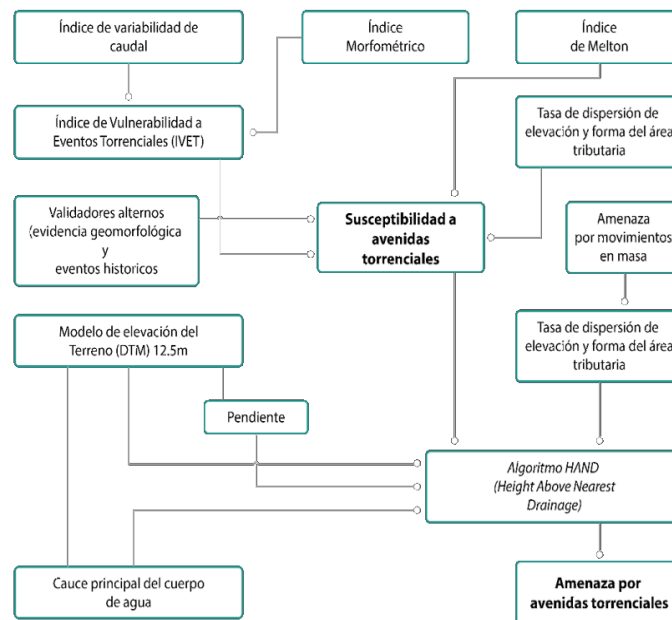 Índice de variabilidad de
caudal
Índice
Morfométrico
Índice
de Melton
Índice de Vulnerabilidad a
Eventos Torrenciales (IVET)
Tasa de dispersión de
elevación y forma del área
tributaria
Validadores alternos
(evidencia geomorfológica
y
eventos historicos
Susceptibilidad a
avenidas
torrenciales
Amenaza
por movimientos
en masa
Modelo de elevación del
Terreno (DTM) 12.5m
Tasa de dispersión de
elevación y forma del área
tributaria
Pendiente
Algoritmo HAND
(Height Above Nearest
Drainage)
Cauce principal del cuerpo
de agua
Amenaza por
avenidas torrenciales